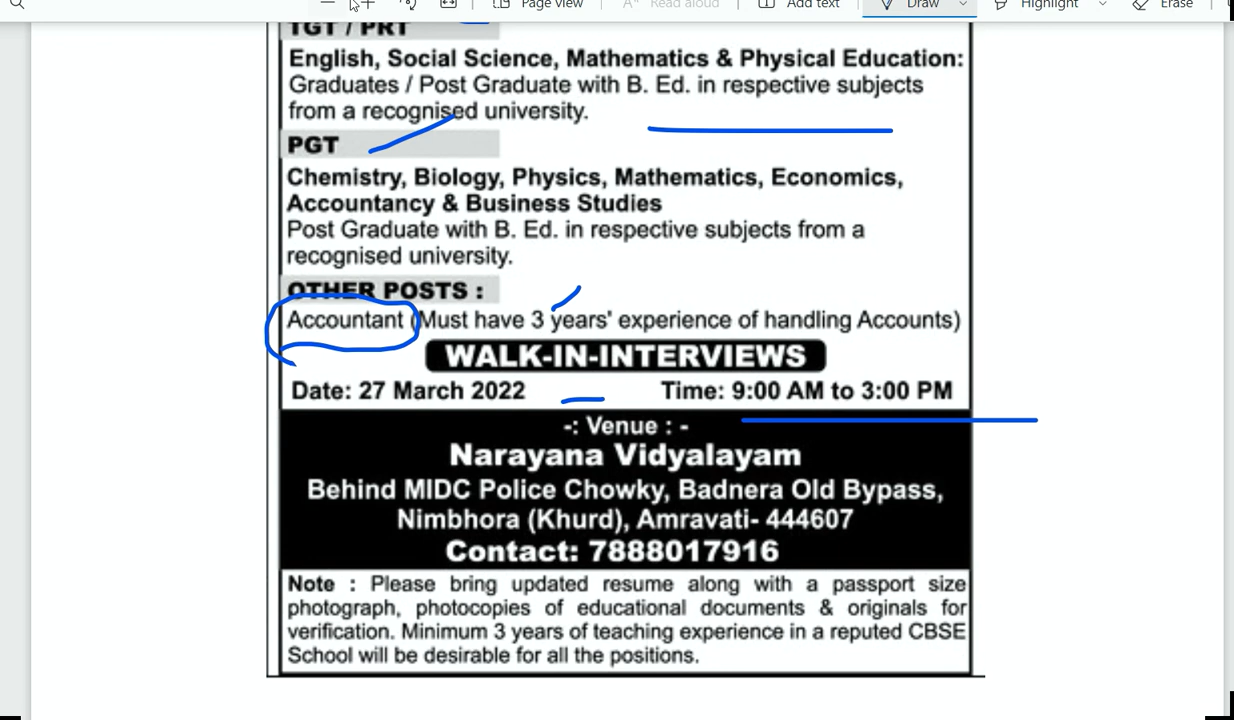 Page view
Read aloud
Add text
Draw
Highlight
Erase
TGT / PRT
English, Social Science, Mathematics & Physical Education:
Graduates / Post Graduate with B. Ed. in respective subjects
from a recognised university.
PGT
Chemistry, Biology, Physics, Mathematics, Economics,
Accountancy & Business Studies
Post Graduate with B. Ed. in respective subjects from a
recognised university.
OTHER POSTS :
Accountant (Must have 3 years' experience of handling Accounts)
WALK-IN-INTERVIEWS
Date: 27 March 2022 Time: 9:00 AM to 3:00 PM
-: Venue : -
Narayana Vidyalayam
Behind MIDC Police Chowky, Badnera Old Bypass,
Nimbhora (Khurd), Amravati- 444607
Contact: 7888017916
Note : Please bring updated resume along with a passport size
photograph, photocopies of educational documents & originals for
verification. Minimum 3 years of teaching experience in a reputed CBSE
School will be desirable for all the positions.